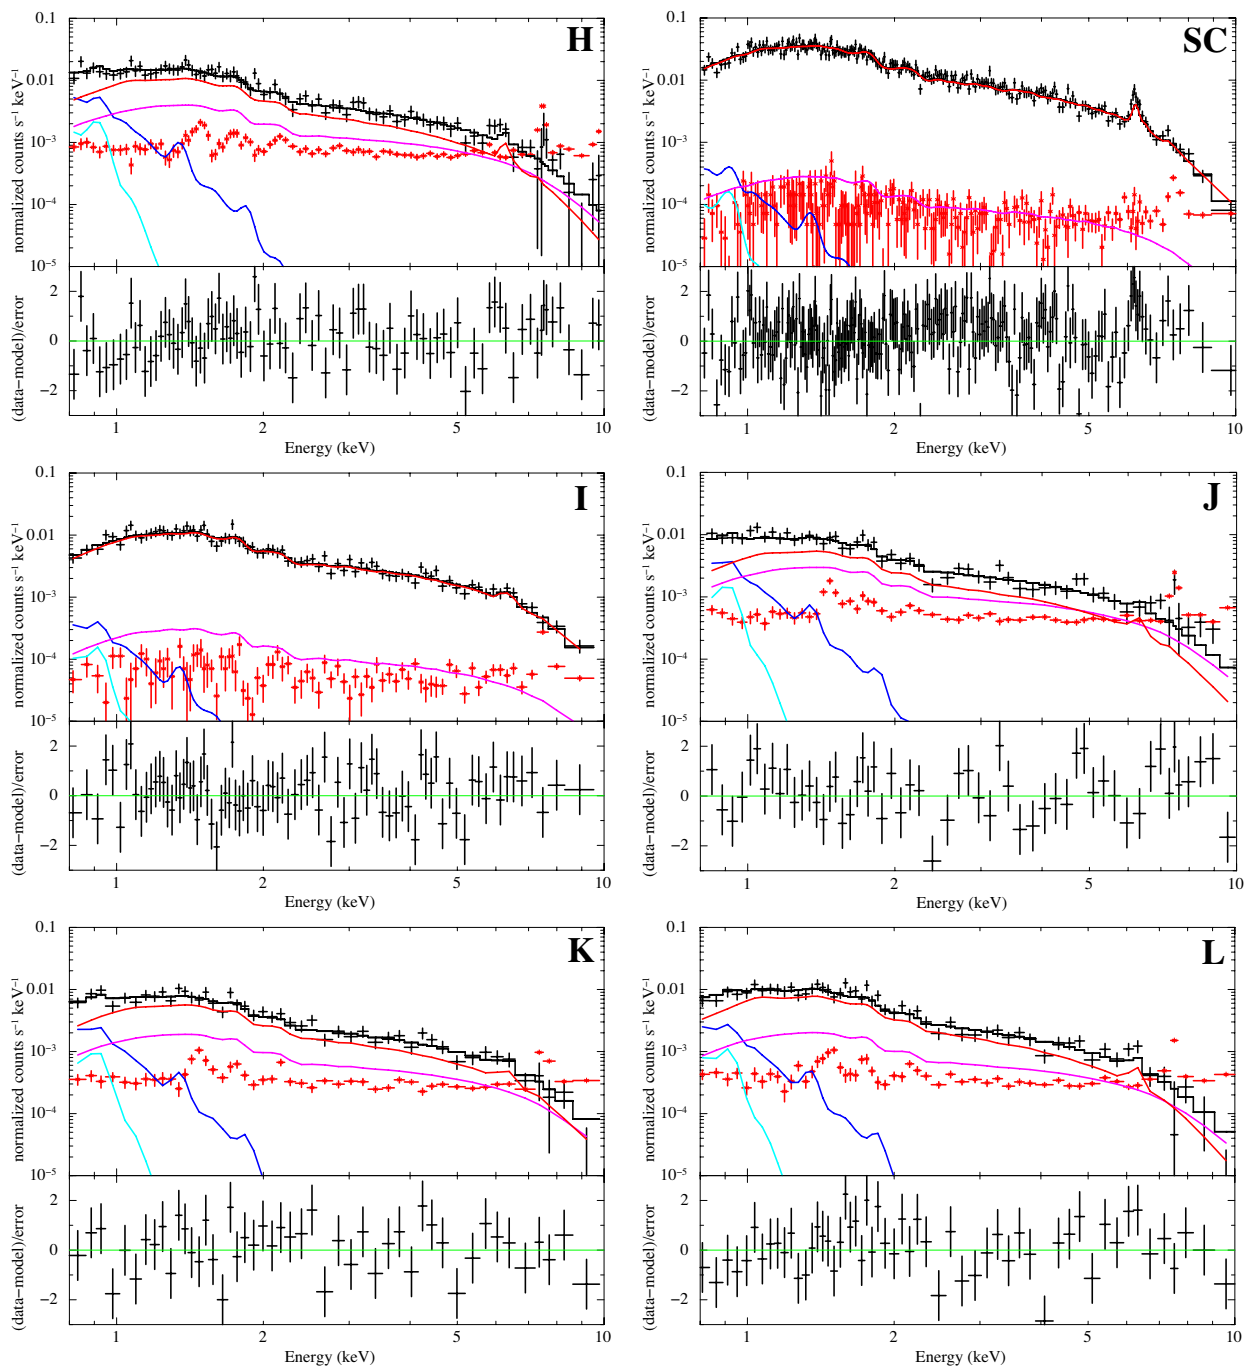 H
0.1
0.01
10⁻³
10⁻⁴
10⁻⁵
normalized counts s⁻¹ keV⁻¹
2
0
−2
(data−model)/error
1 2 5 10
Energy (keV)
SC
0.1
0.01
10⁻³
10⁻⁴
10⁻⁵
normalized counts s⁻¹ keV⁻¹
2
0
−2
(data−model)/error
1 2 5 10
Energy (keV)
I
0.1
0.01
10⁻³
10⁻⁴
10⁻⁵
normalized counts s⁻¹ keV⁻¹
2
0
−2
(data−model)/error
1 2 5 10
Energy (keV)
J
0.1
0.01
10⁻³
10⁻⁴
10⁻⁵
normalized counts s⁻¹ keV⁻¹
2
0
−2
(data−model)/error
1 2 5 10
Energy (keV)
K
0.1
0.01
10⁻³
10⁻⁴
10⁻⁵
normalized counts s⁻¹ keV⁻¹
2
0
−2
(data−model)/error
1 2 5 10
Energy (keV)
L
0.1
0.01
10⁻³
10⁻⁴
10⁻⁵
normalized counts s⁻¹ keV⁻¹
2
0
−2
(data−model)/error
1 2 5 10
Energy (keV)